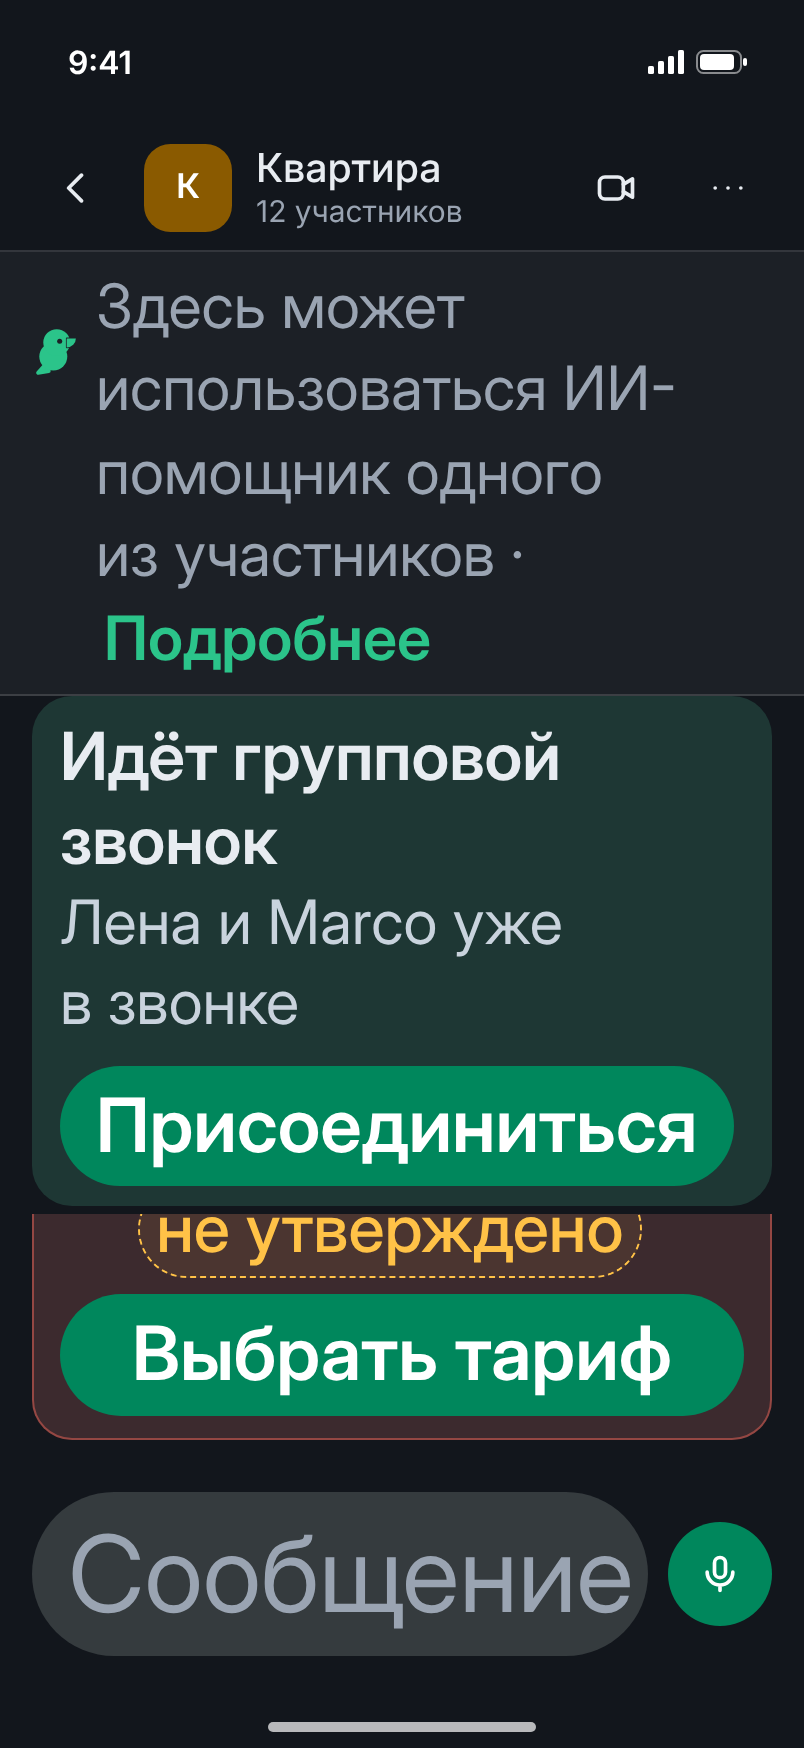 9:41
К
Квартира
12 участников
Здесь может
использоваться ИИ-
помощник одного
из участников ·
Подробнее
Идёт групповой
звонок
Лена и Marco уже
в звонке
Присоединиться
не утверждено
Выбрать тариф
Сообщение